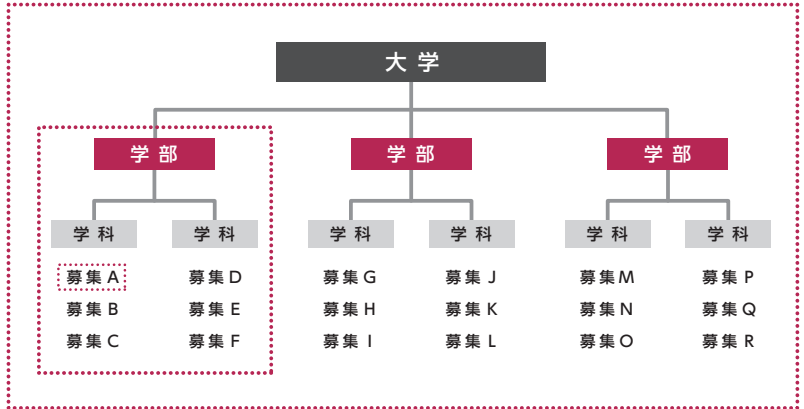 大学
学部 学部 学部
学科 学科 学科 学科 学科 学科
募集A 募集D 募集G 募集J 募集M 募集P
募集B 募集E 募集H 募集K 募集N 募集Q
募集C 募集F 募集I 募集L 募集O 募集R